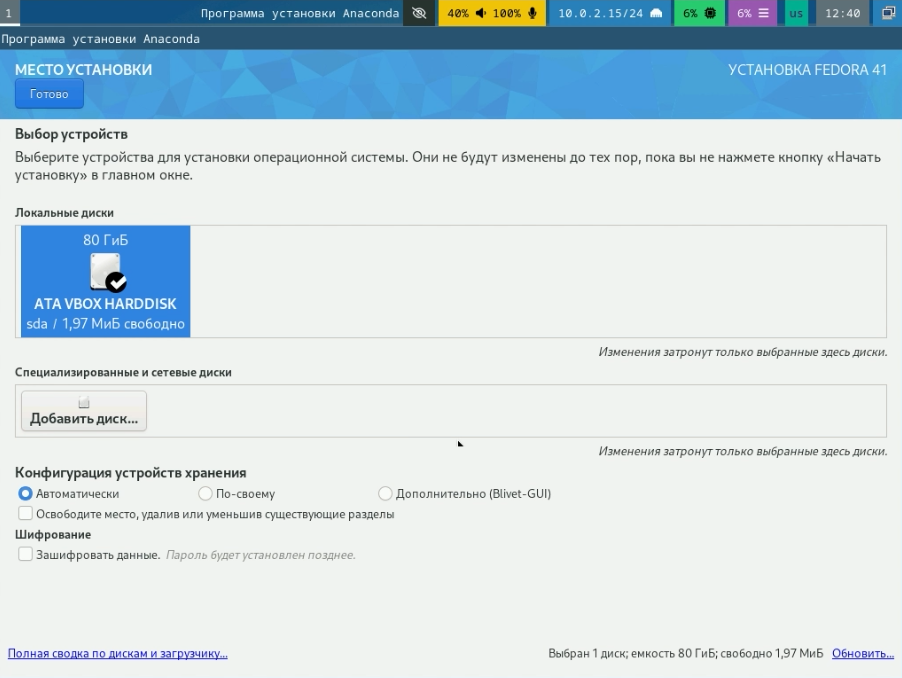 1 Программа установки Anaconda 40% 100% 10.0.2.15/24 6% 6% us 12:40
Программа установки Anaconda
МЕСТО УСТАНОВКИ УСТАНОВКА FEDORA 41
Готово
Выбор устройств
Выберите устройства для установки операционной системы. Они не будут изменены до тех пор, пока вы не нажмете кнопку «Начать
установку» в главном окне.
Локальные диски
80 ГиБ
ATA VBOX HARDDISK
sda / 1,97 МиБ свободно
Изменения затронут только выбранные здесь диски.
Специализированные и сетевые диски
Добавить диск...
Изменения затронут только выбранные здесь диски.
Конфигурация устройств хранения
Автоматически По-своему Дополнительно (Blivet-GUI)
Освободите место, удалив или уменьшив существующие разделы
Шифрование
Зашифровать данные. Пароль будет установлен позднее.
Полная сводка по дискам и загрузчику... Выбран 1 диск; емкость 80 ГиБ; свободно 1,97 МиБ Обновить...